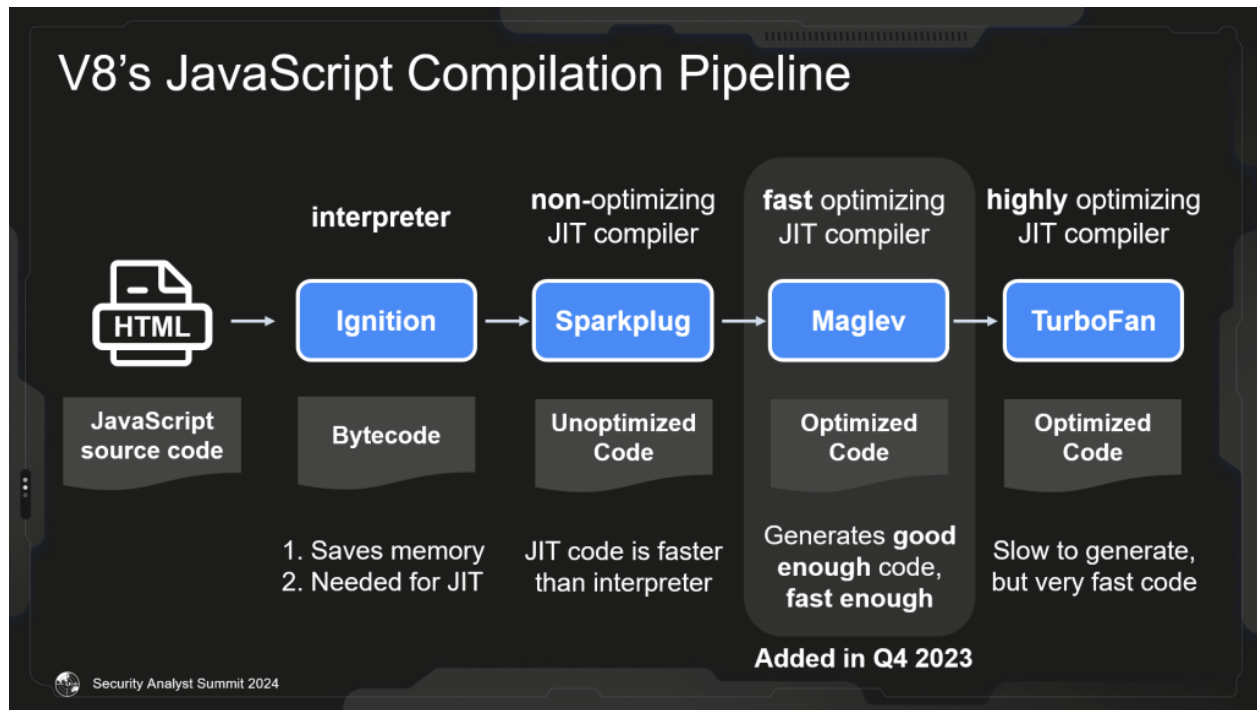 V8's JavaScript Compilation Pipeline
interpreter
non-optimizing
JIT compiler
fast optimizing
JIT compiler
highly optimizing
JIT compiler
HTML
Ignition
Sparkplug
Maglev
TurboFan
JavaScript
source code
Bytecode
Unoptimized
Code
Optimized
Code
Optimized
Code
1. Saves memory
2. Needed for JIT
JIT code is faster
than interpreter
Generates good
enough code,
fast enough
Slow to generate,
but very fast code
Added in Q4 2023
Security Analyst Summit 2024